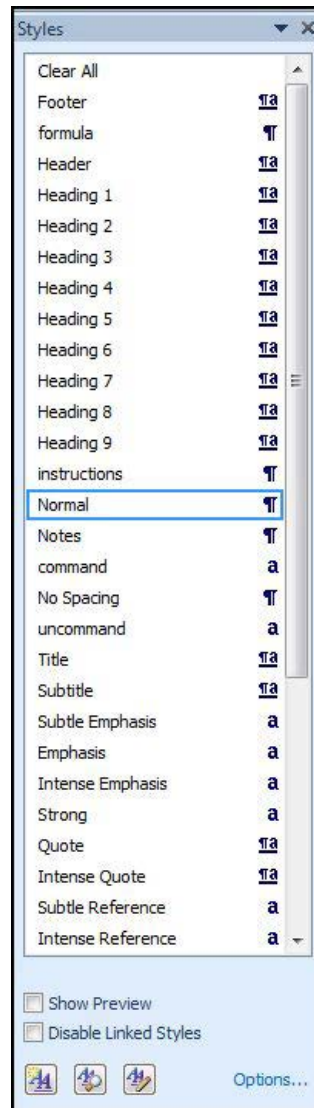 Styles
Clear All
Footer ¶a
formula ¶
Header ¶a
Heading 1 ¶a
Heading 2 ¶a
Heading 3 ¶a
Heading 4 ¶a
Heading 5 ¶a
Heading 6 ¶a
Heading 7 ¶a
Heading 8 ¶a
Heading 9 ¶a
instructions ¶
Normal ¶
Notes ¶
command a
No Spacing ¶
uncommand a
Title ¶a
Subtitle ¶a
Subtle Emphasis a
Emphasis a
Intense Emphasis a
Strong a
Quote ¶a
Intense Quote ¶a
Subtle Reference a
Intense Reference a
Show Preview
Disable Linked Styles
Options...